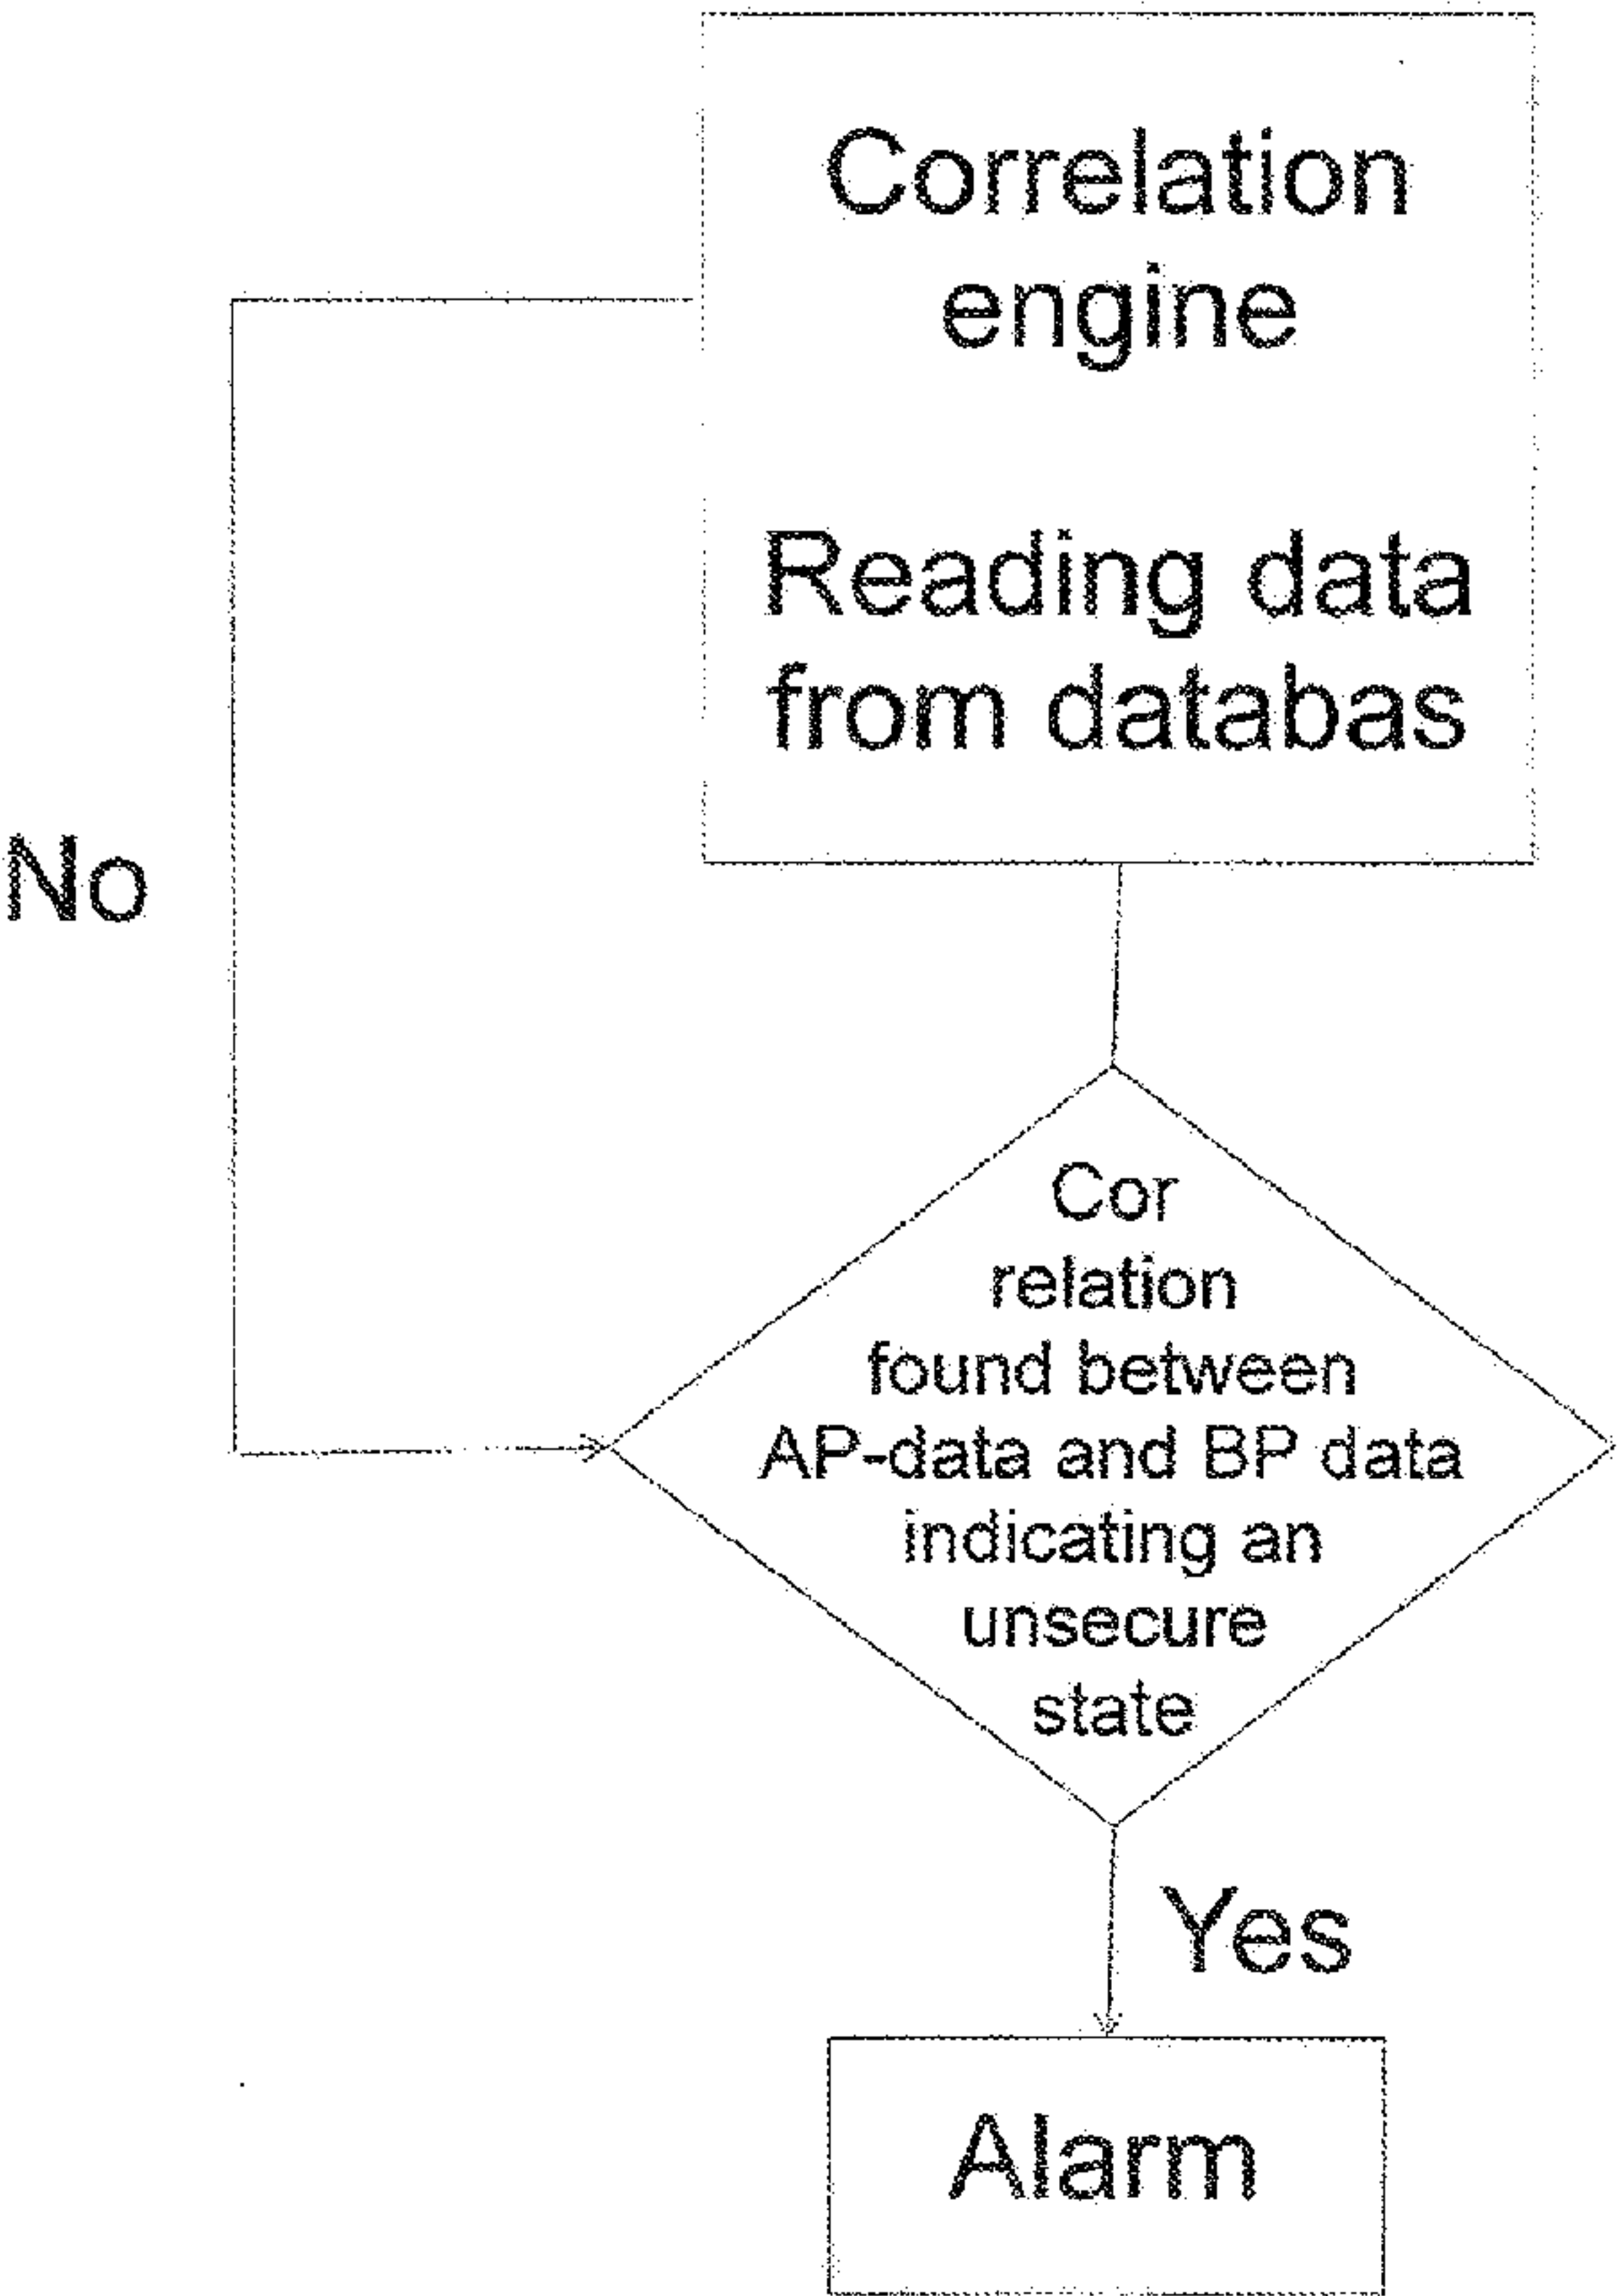 Correlation
engine
Reading data
from databas
No
Cor
relation
found between
AP-data and BP data
indicating an
unsecure
state
Yes
Alarm